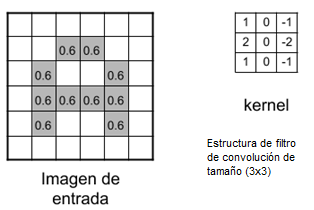 0.6 0.6
0.6 0.6
0.6 0.6 0.6 0.6
0.6 0.6
Imagen de
entrada
1 0 -1
2 0 -2
1 0 -1
kernel
Estructura de filtro
de convolución de
tamaño (3x3)